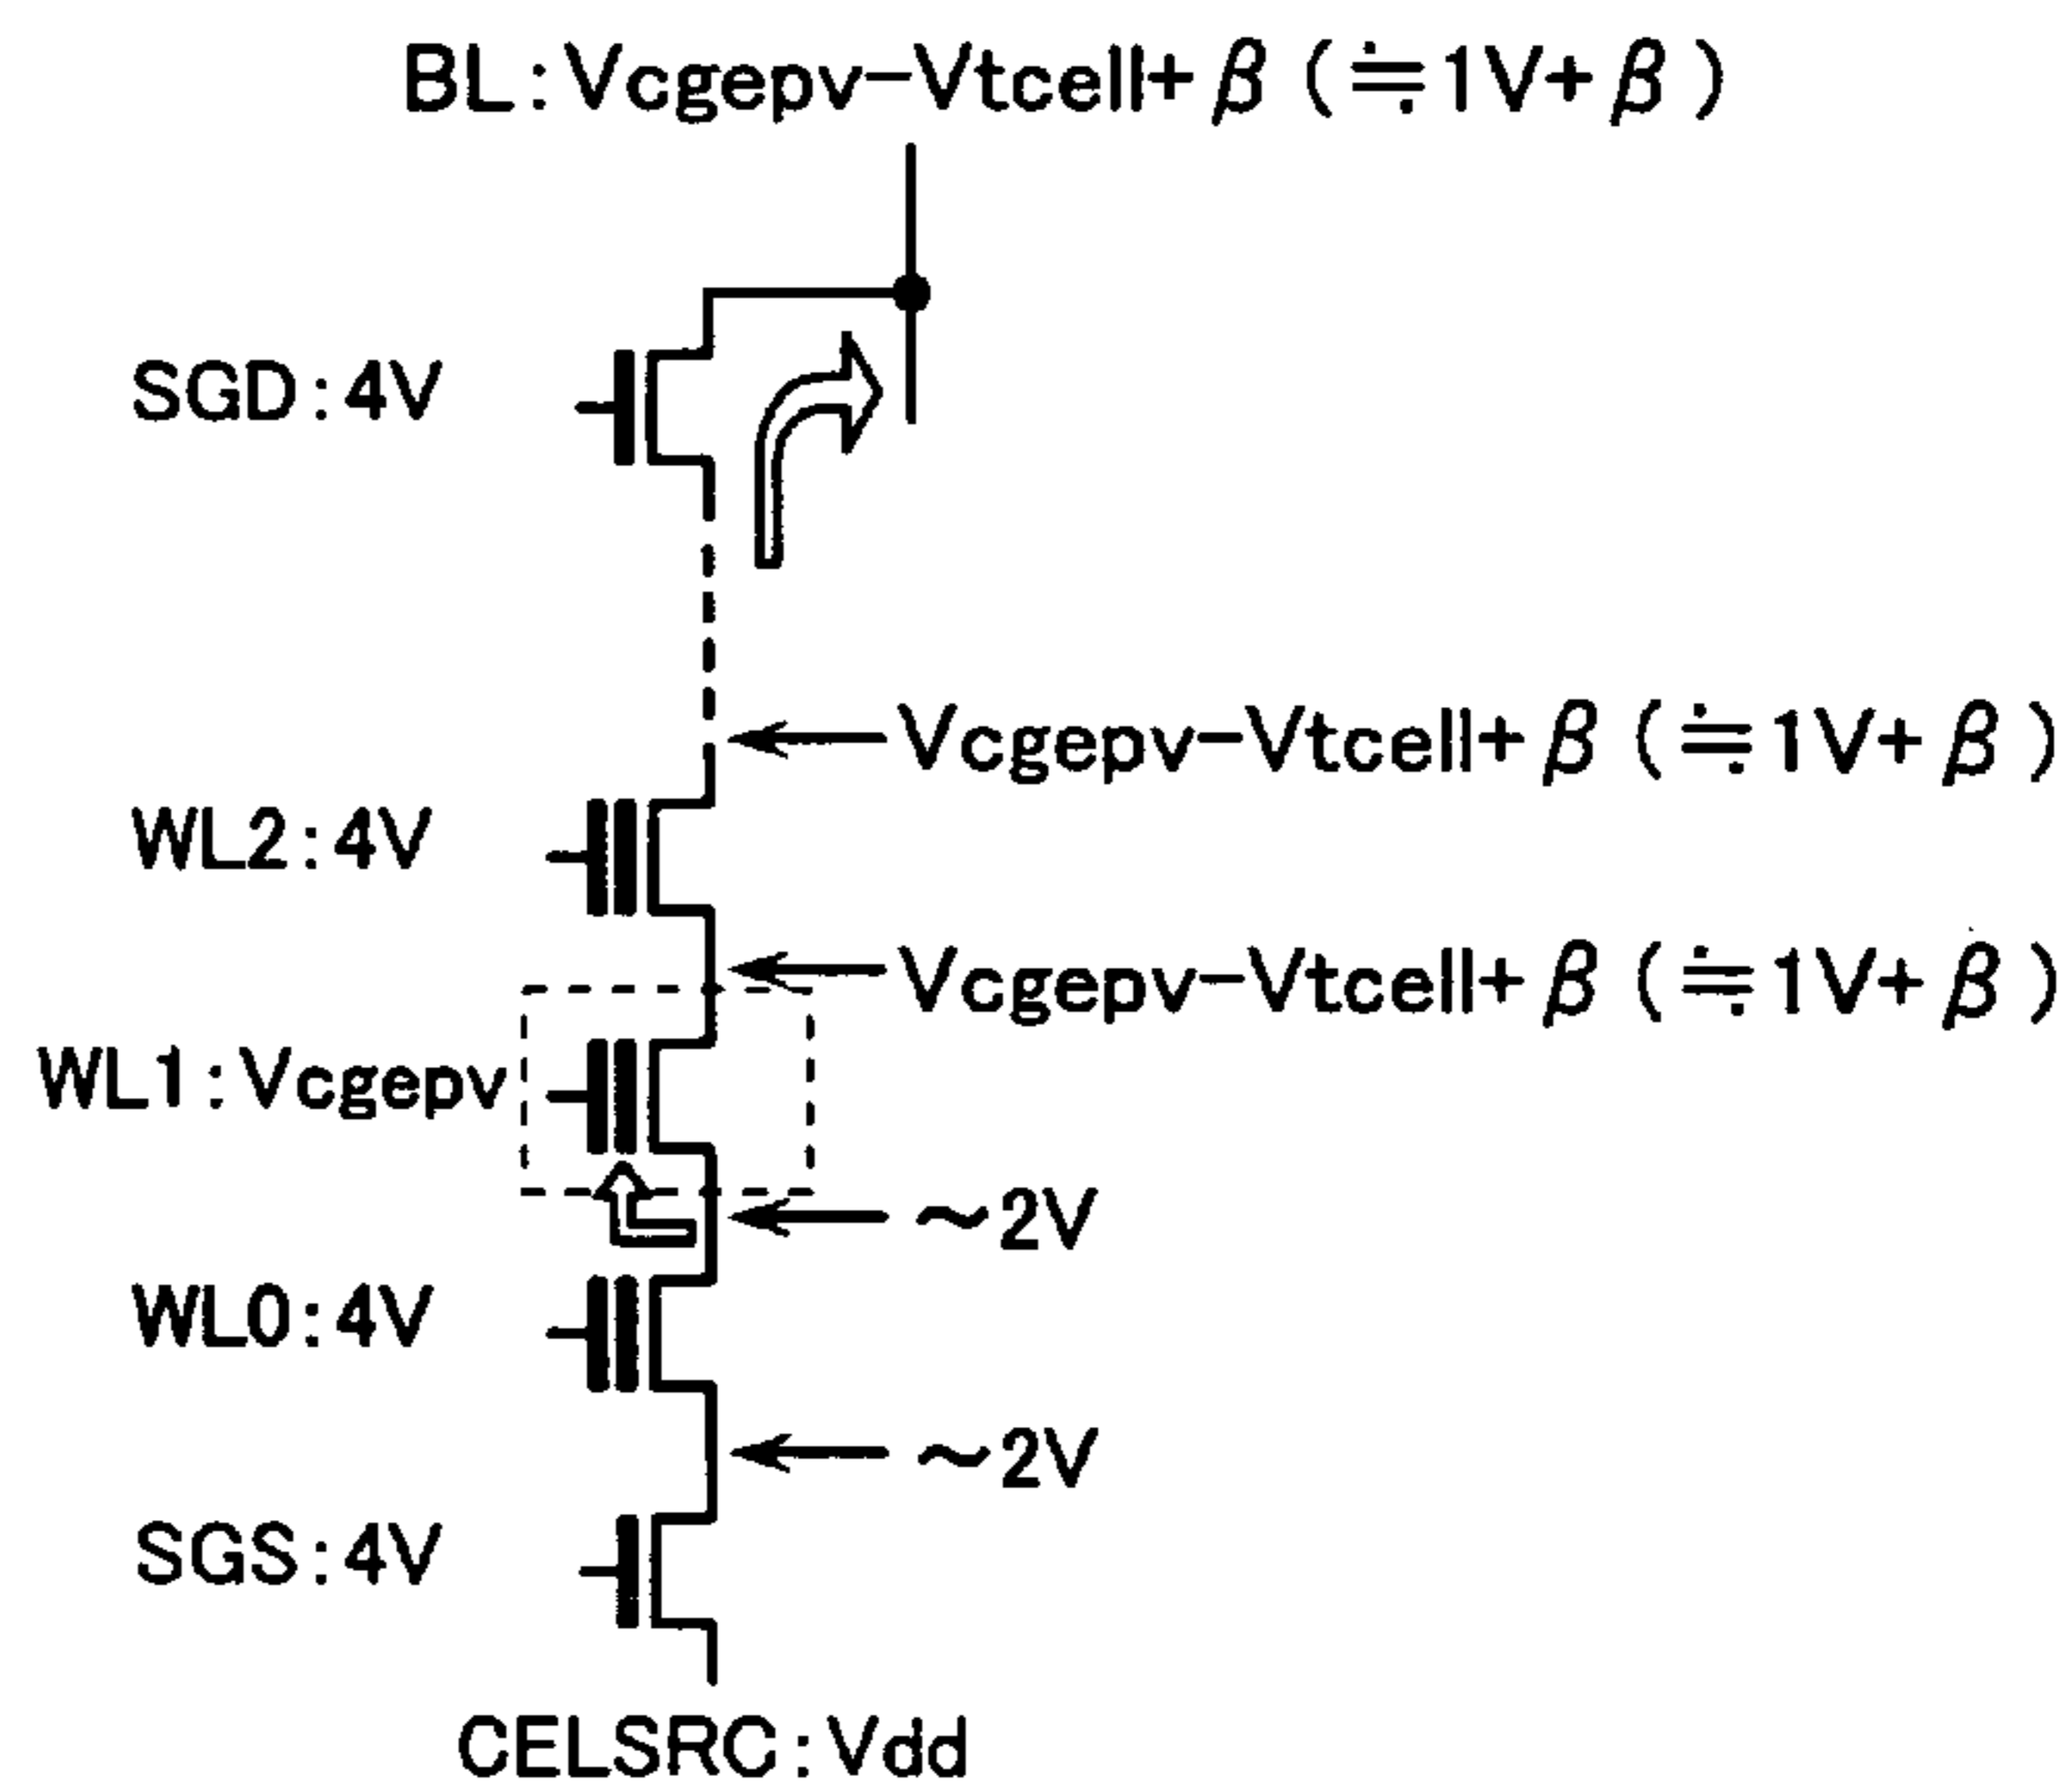 BL:Vcgepv-Vtcell+β(≒1V+β)
SGD:4V
Vcgepv-Vtcell+β(≒1V+β)
WL2:4V
Vcgepv-Vtcell+β(≒1V+β)
WL1:Vcgepv
~2V
WL0:4V
~2V
SGS:4V
CELSRC:Vdd